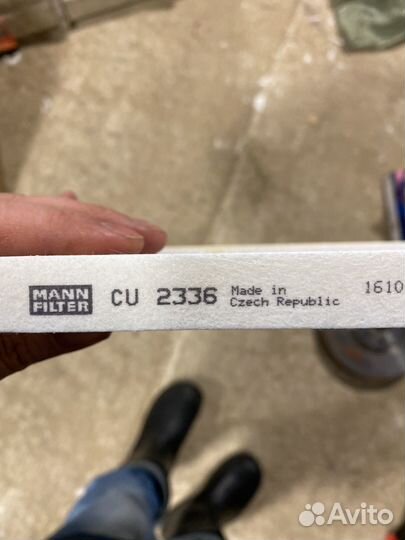 MANN
FILTER
CU 2336
Made in
Czech Republic
1610
Avito